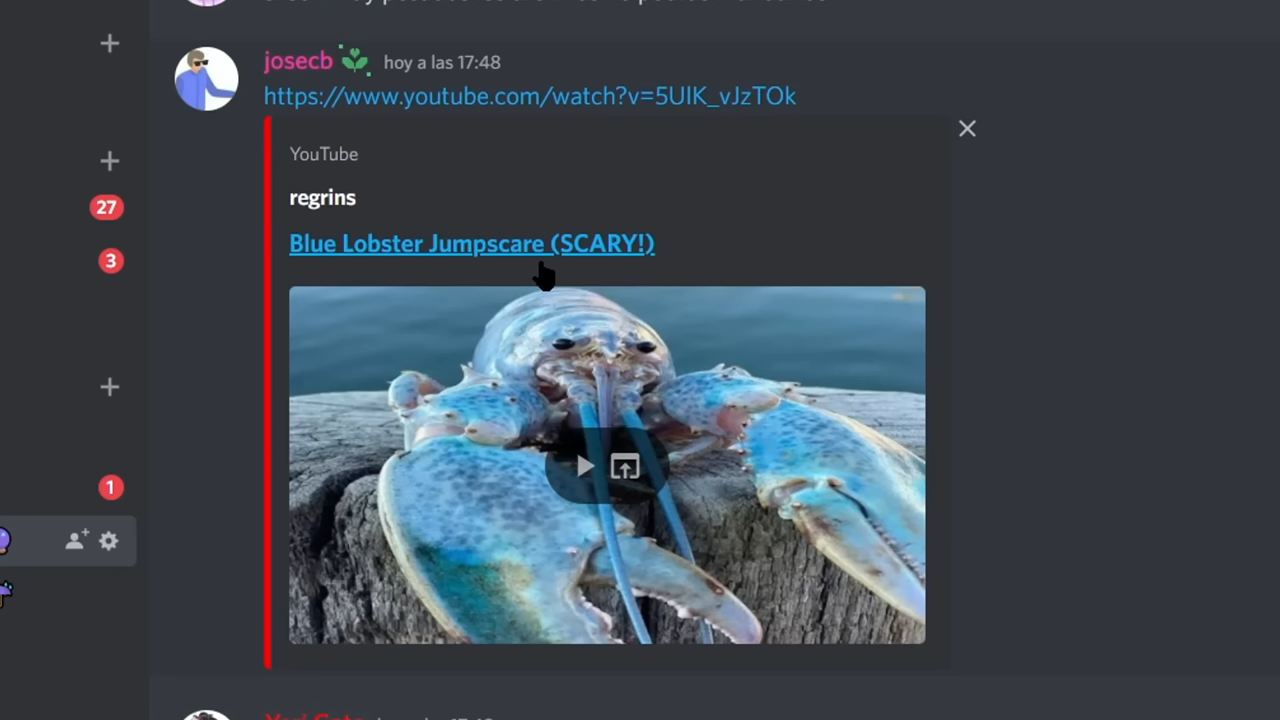 josecb hoy a las 17:48
https://www.youtube.com/watch?v=5UlK_vJzTOk
YouTube
regrins
Blue Lobster Jumpscare (SCARY!)
27
3
1